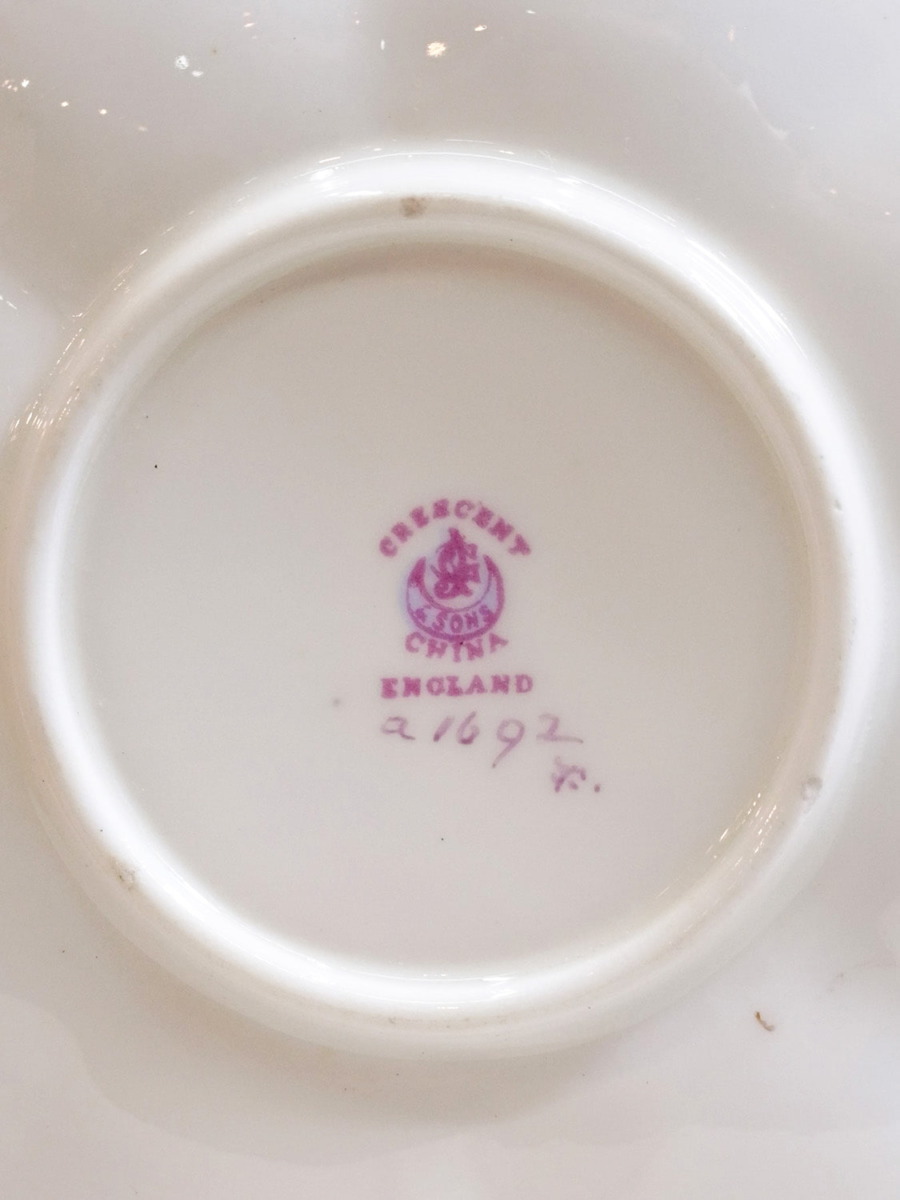 CRESCENT
& SONS
CHINA
ENGLAND
a1692